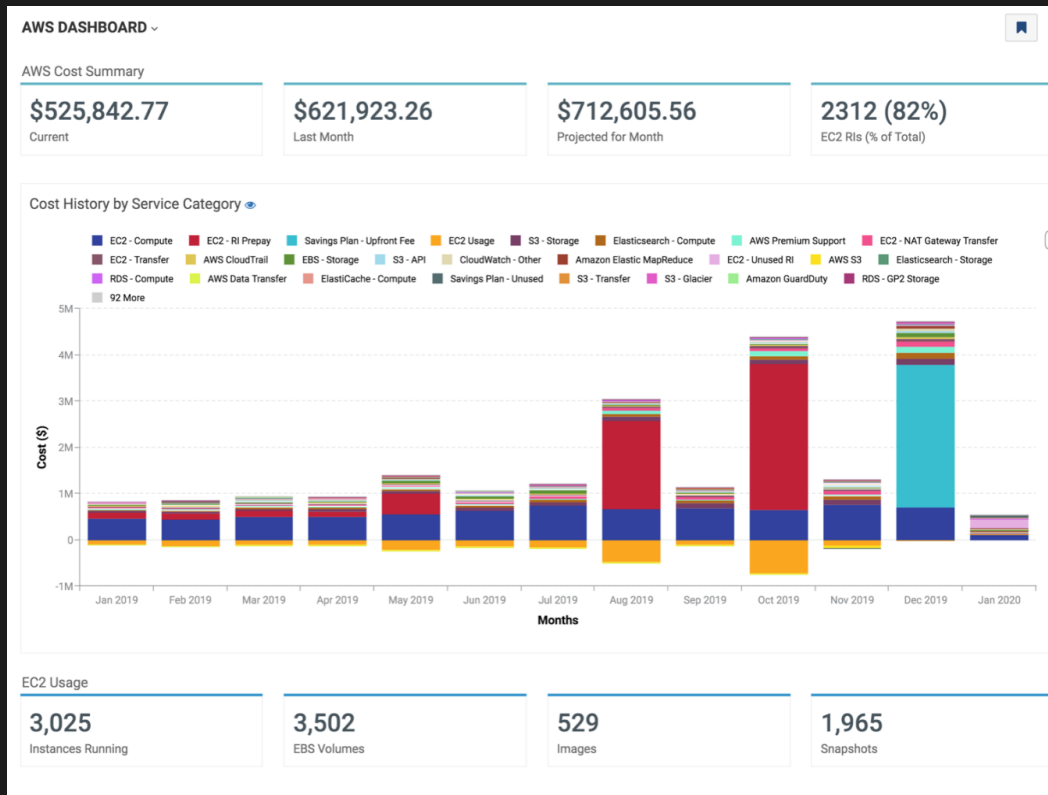 AWS DASHBOARD
AWS Cost Summary
$525,842.77 $621,923.26 $712,605.56 2312 (82%)
Current Last Month Projected for Month EC2 RIs (% of Total)
Cost History by Service Category
EC2 - Compute EC2 - RI Prepay Savings Plan - Upfront Fee EC2 Usage S3 - Storage Elasticsearch - Compute AWS Premium Support EC2 - NAT Gateway Transfer
EC2 - Transfer AWS CloudTrail EBS - Storage S3 - API CloudWatch - Other Amazon Elastic MapReduce EC2 - Unused RI AWS S3 Elasticsearch - Storage
RDS - Compute AWS Data Transfer ElastiCache - Compute Savings Plan - Unused S3 - Transfer S3 - Glacier Amazon GuardDuty RDS - GP2 Storage
92 More
5M
4M
3M
2M
1M
0
-1M
Cost ($)
Jan 2019 Feb 2019 Mar 2019 Apr 2019 May 2019 Jun 2019 Jul 2019 Aug 2019 Sep 2019 Oct 2019 Nov 2019 Dec 2019 Jan 2020
Months
EC2 Usage
3,025 3,502 529 1,965
Instances Running EBS Volumes Images Snapshots